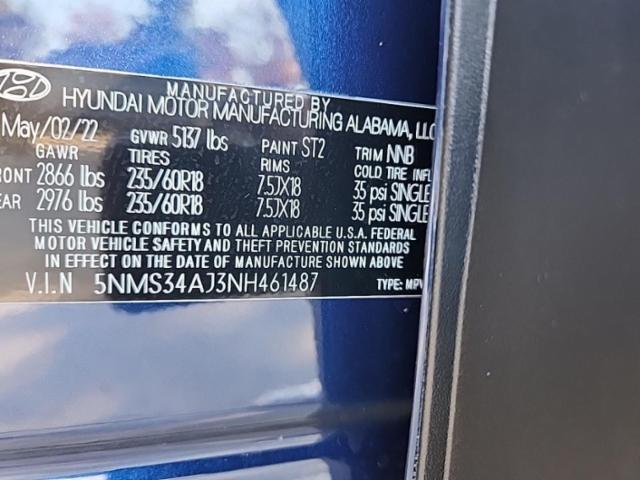 MANUFACTURED BY
HYUNDAI MOTOR MANUFACTURING ALABAMA, LLC
May/02/22 GVWR 5137 lbs PAINT ST2 TRIM NNB
GAWR TIRES RIMS COLD TIRE INFL
RONT 2866 lbs 235/60R18 7.5JX18 35 psi SINGLE
EAR 2976 lbs 235/60R18 7.5JX18 35 psi SINGLE
THIS VEHICLE CONFORMS TO ALL APPLICABLE U.S.A. FEDERAL
MOTOR VEHICLE SAFETY AND THEFT PREVENTION STANDARDS
IN EFFECT ON THE DATE OF MANUFACTURE SHOWN ABOVE.
V.I.N 5NMS34AJ3NH461487 TYPE: MPV